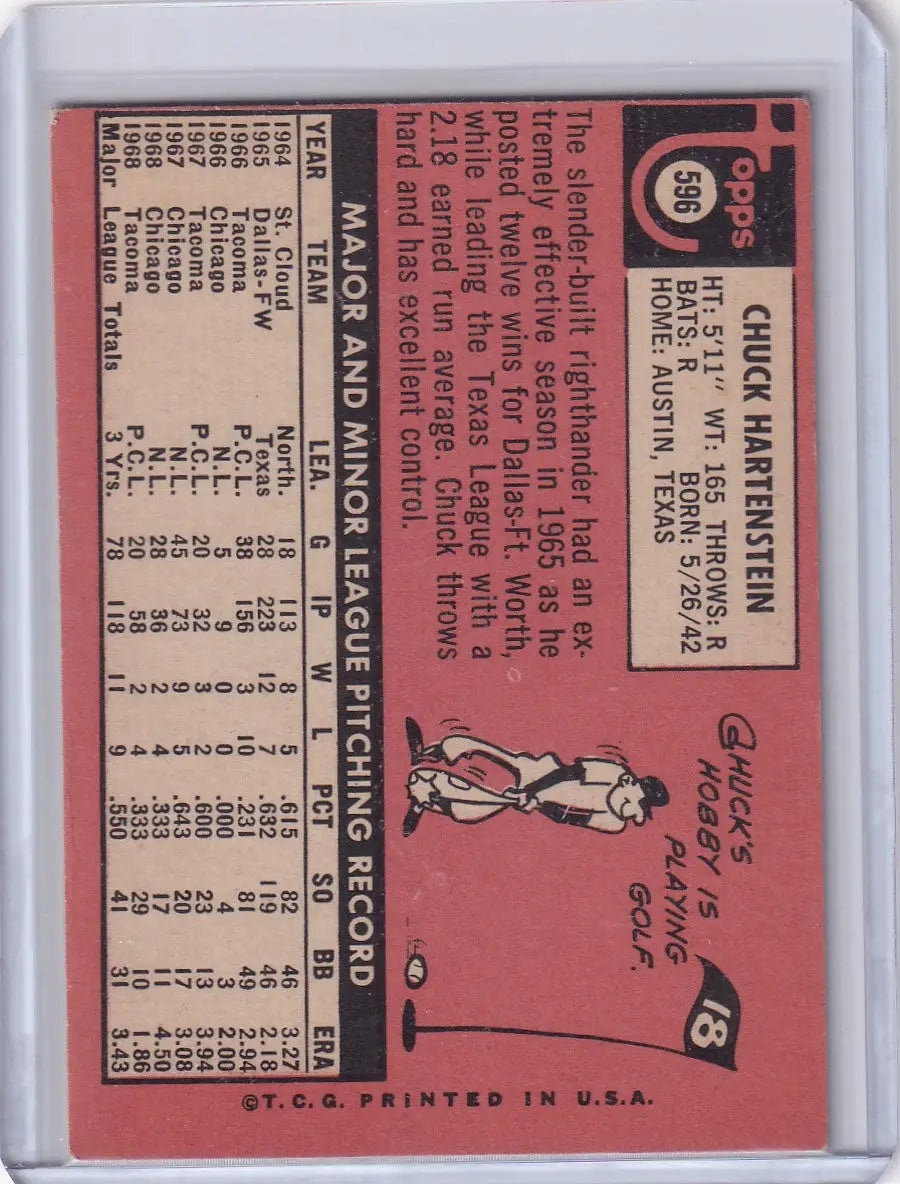 Topps
596
CHUCK HARTENSTEIN
HT: 5'11" WT: 165 THROWS: R
BATS: R BORN: 5/26/42
HOME: AUSTIN, TEXAS
The slender-built righthander had an ex-
tremely effective season in 1965 as he
posted twelve wins for Dallas-Ft. Worth,
while leading the Texas League with a
2.18 earned run average. Chuck throws
hard and has excellent control.
CHUCK'S
HOBBY IS
PLAYING
GOLF.
18
MAJOR AND MINOR LEAGUE PITCHING RECORD
YEAR TEAM LEA. G IP W L PCT SO BB ERA
1964 St. Cloud North. 18 113 8 5 .615 82 46 3.27
1965 Dallas-FW Texas 28 223 12 7 .632 119 46 2.18
1966 Tacoma P.C.L. 38 156 3 10 .231 81 49 2.94
1966 Chicago N.L. 5 9 0 0 .000 4 3 2.00
1967 Tacoma P.C.L. 20 32 3 2 .600 23 13 3.94
1967 Chicago N.L. 45 73 9 5 .643 20 17 3.08
1968 Chicago N.L. 28 36 2 4 .333 17 11 4.50
1968 Tacoma P.C.L. 20 58 2 4 .333 29 10 1.86
Major League Totals 3 Yrs. 78 118 11 9 .550 41 31 3.43
©T.C.G. PRINTED IN U.S.A.